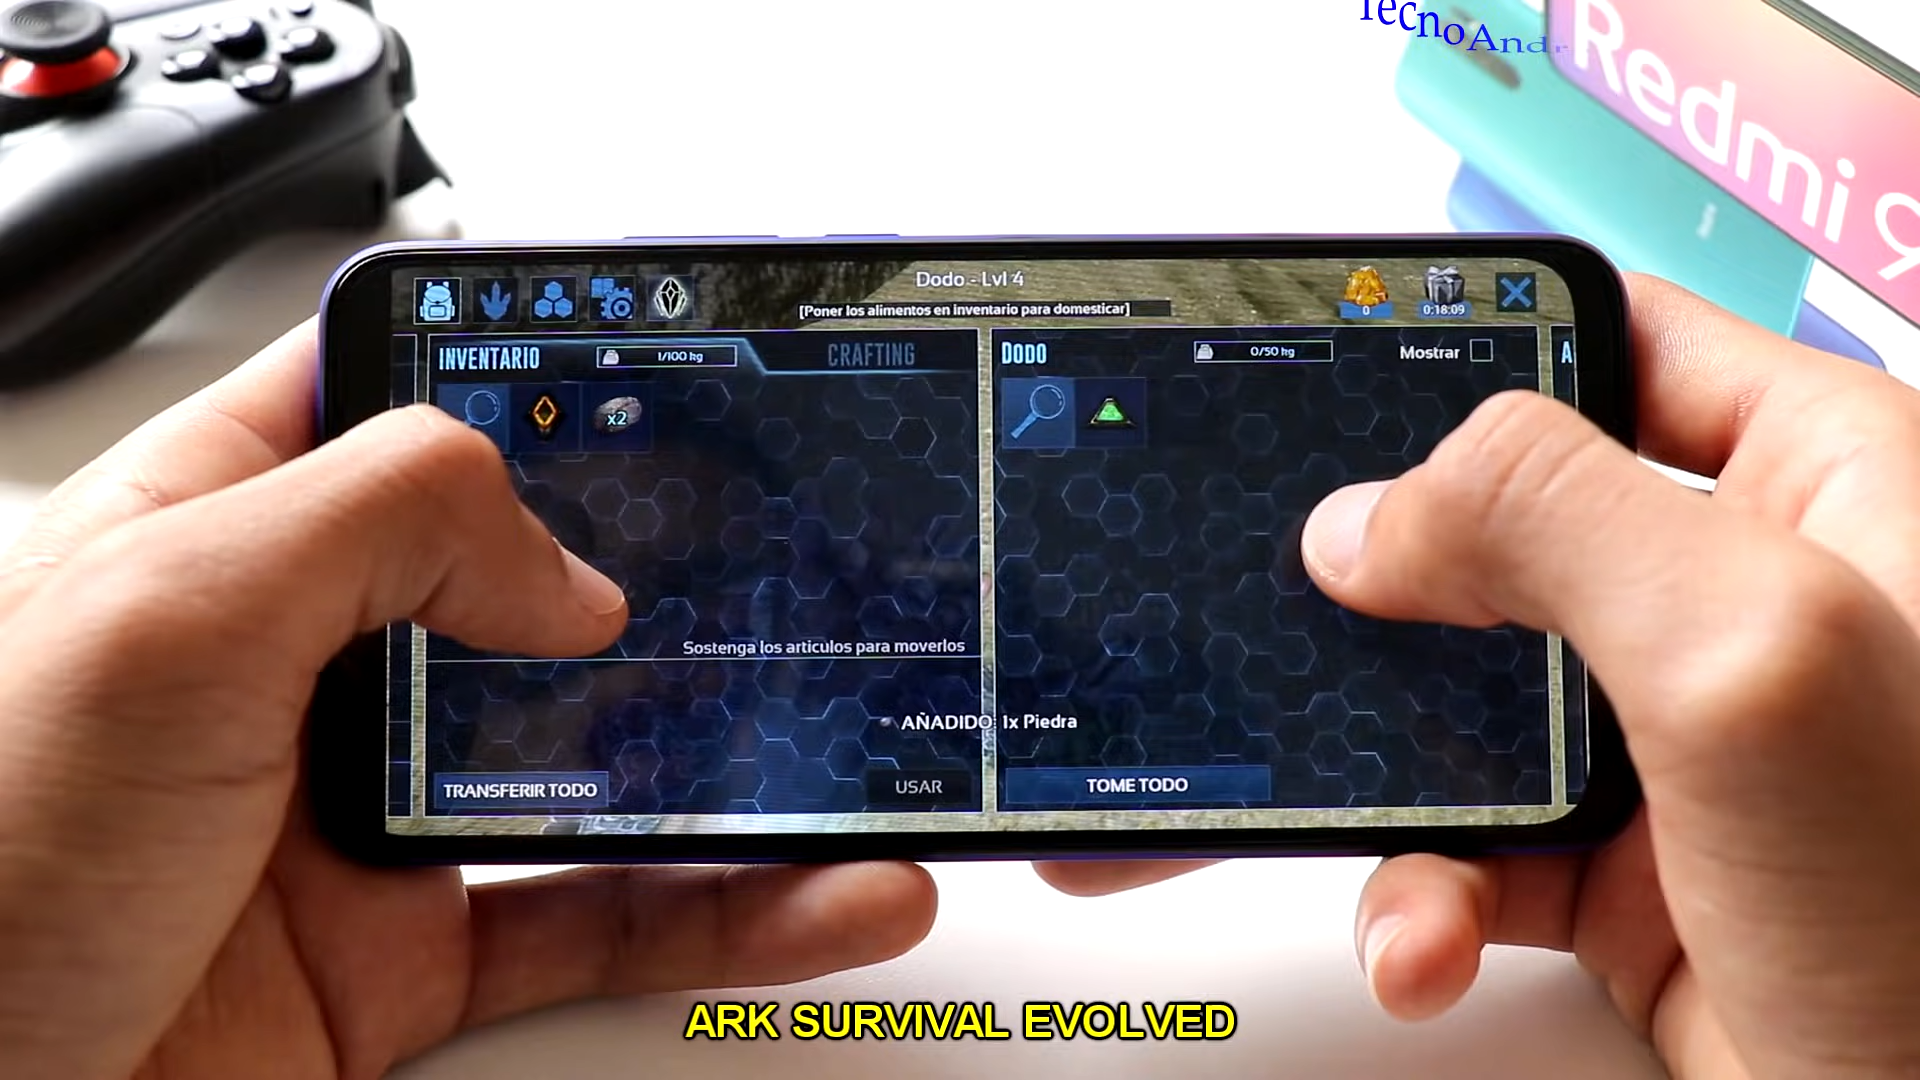 TecnoAndr
Redmi 9
Dodo - Lvl 4
[Poner los alimentos en inventario para domesticar]
0
0:18:09
INVENTARIO
1/100 kg
CRAFTING
DODO
0/50 kg
Mostrar
A
x2
Sostenga los articulos para moverlos
AÑADIDO: 1x Piedra
TRANSFERIR TODO
USAR
TOME TODO
ARK SURVIVAL EVOLVED